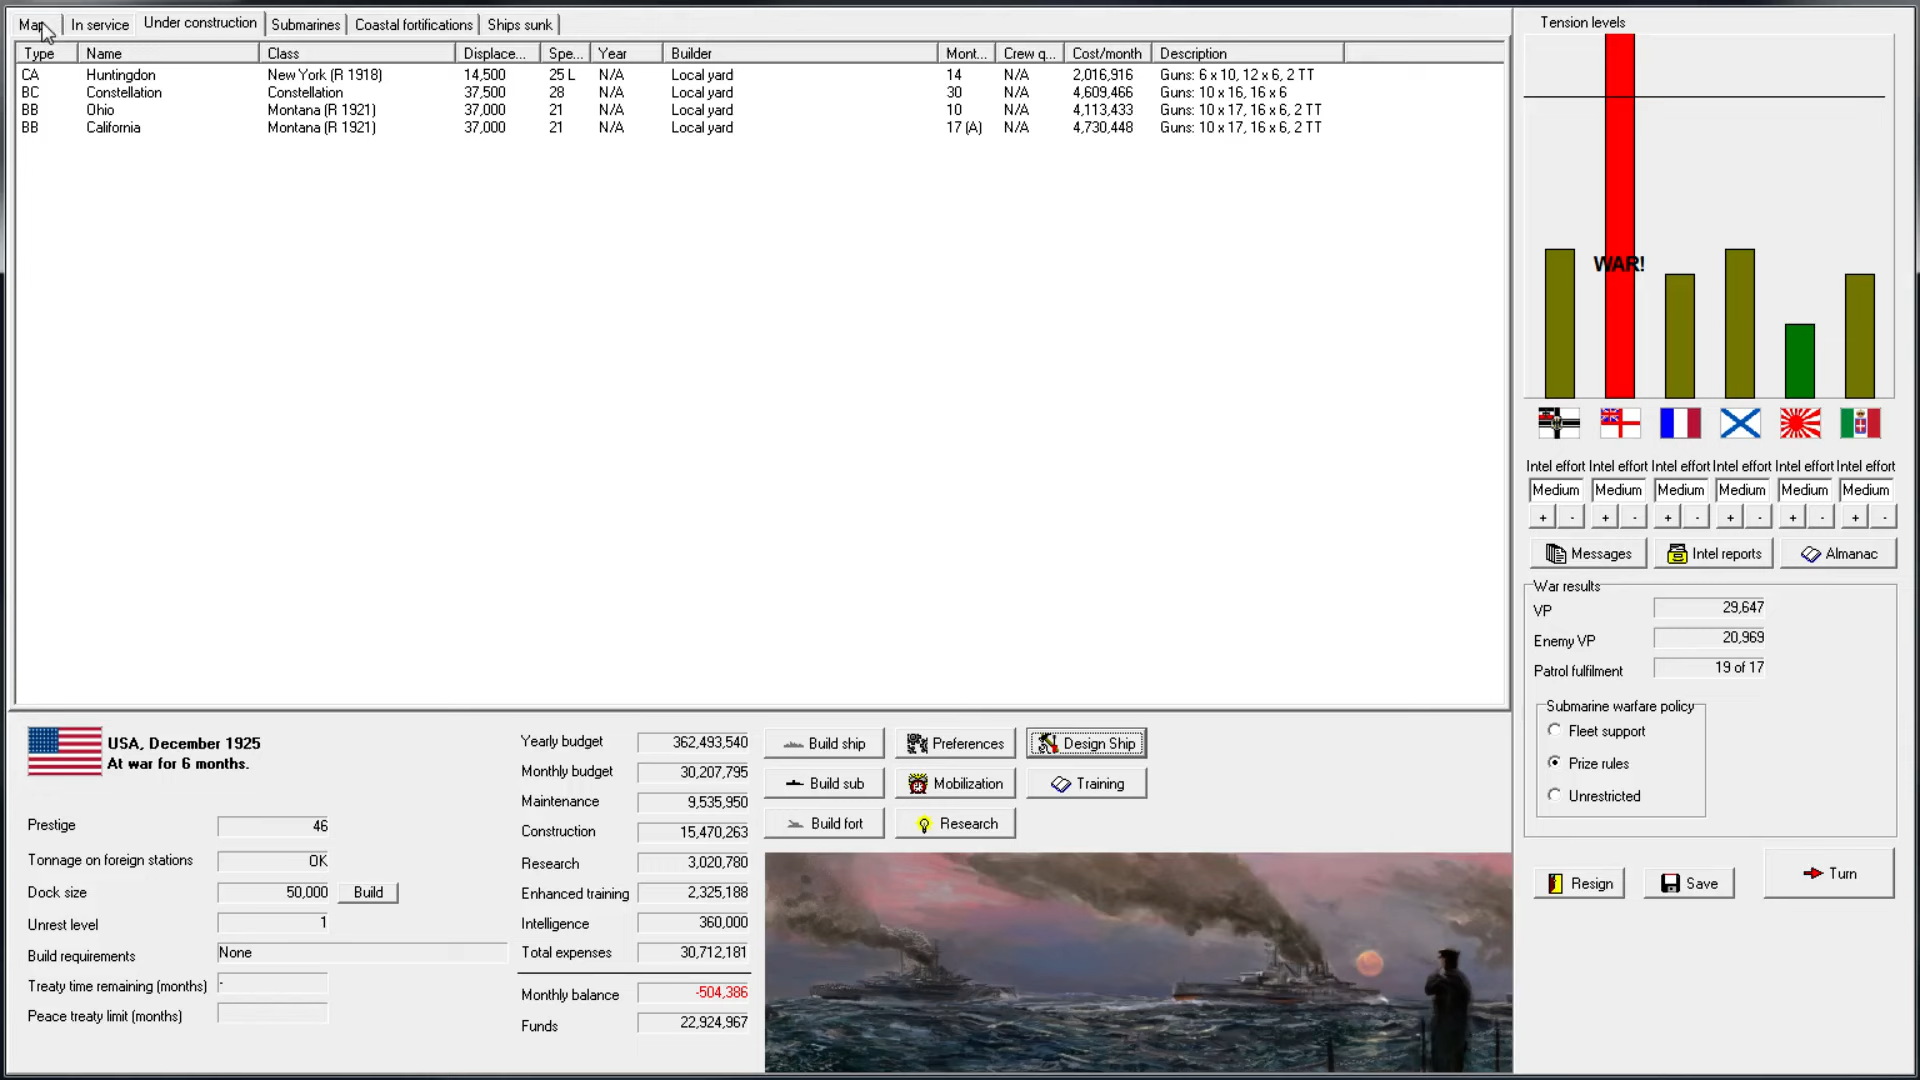 Map In service Under construction Submarines Coastal fortifications Ships sunk
Type Name Class Displace... Spe... Year Builder Mont... Crew q... Cost/month Description
CA Huntingdon New York (R 1918) 14,500 25 L N/A Local yard 14 N/A 2,016,916 Guns: 6 x 10, 12 x 6, 2 TT
BC Constellation Constellation 37,500 28 N/A Local yard 30 N/A 4,609,466 Guns: 10 x 16, 16 x 6
BB Ohio Montana (R 1921) 37,000 21 N/A Local yard 10 N/A 4,113,433 Guns: 10 x 17, 16 x 6, 2 TT
BB California Montana (R 1921) 37,000 21 N/A Local yard 17 (A) N/A 4,730,448 Guns: 10 x 17, 16 x 6, 2 TT
USA, December 1925
At war for 6 months.
Prestige 46
Tonnage on foreign stations OK
Dock size 50,000 Build
Unrest level 1
Build requirements None
Treaty time remaining (months) -
Peace treaty limit (months)
Yearly budget 362,493,540
Monthly budget 30,207,795
Maintenance 9,535,950
Construction 15,470,263
Research 3,020,780
Enhanced training 2,325,188
Intelligence 360,000
Total expenses 30,712,181
Monthly balance -504,386
Funds 22,924,967
Build ship Preferences Design Ship
Build sub Mobilization Training
Build fort Research
Tension levels
WAR!
Intel effort Intel effort Intel effort Intel effort Intel effort Intel effort
Medium Medium Medium Medium Medium Medium
+ - + - + - + - + - + -
Messages Intel reports Almanac
War results
VP 29,647
Enemy VP 20,969
Patrol fulfilment 19 of 17
Submarine warfare policy
Fleet support
Prize rules
Unrestricted
Resign Save Turn